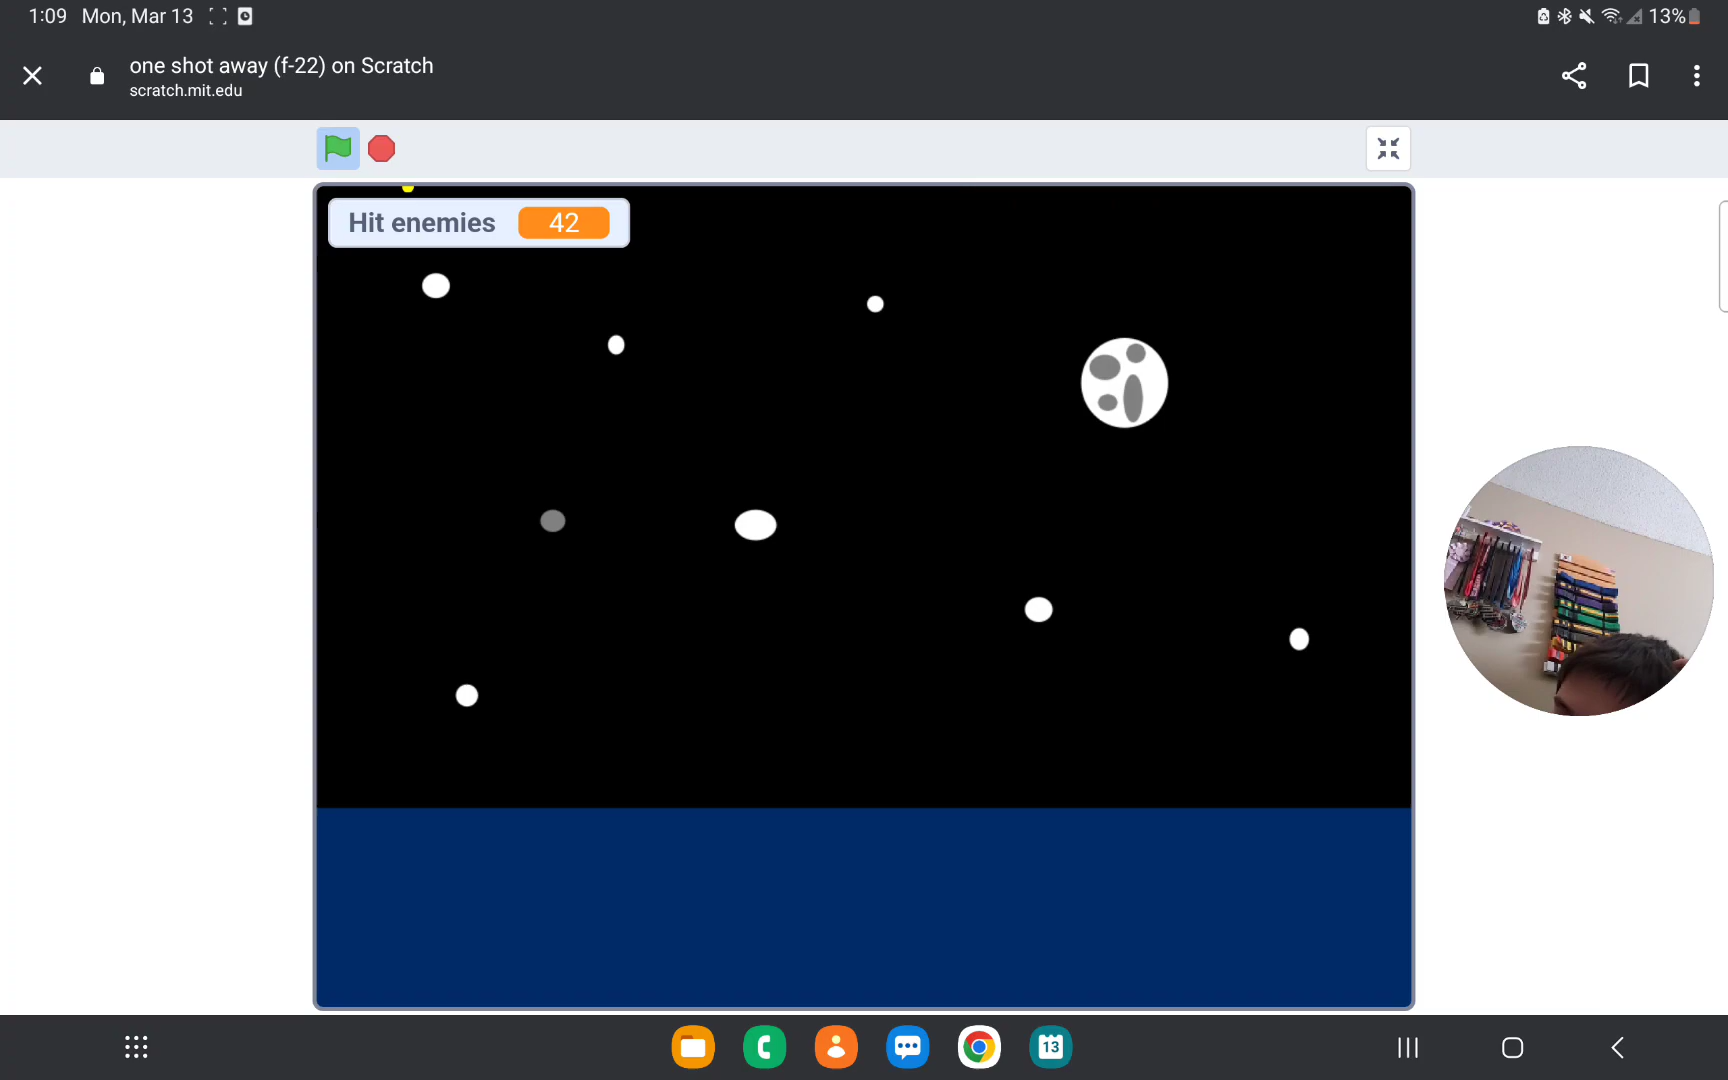 1:09 Mon, Mar 13
13%
one shot away (f-22) on Scratch
scratch.mit.edu
Hit enemies 42
13